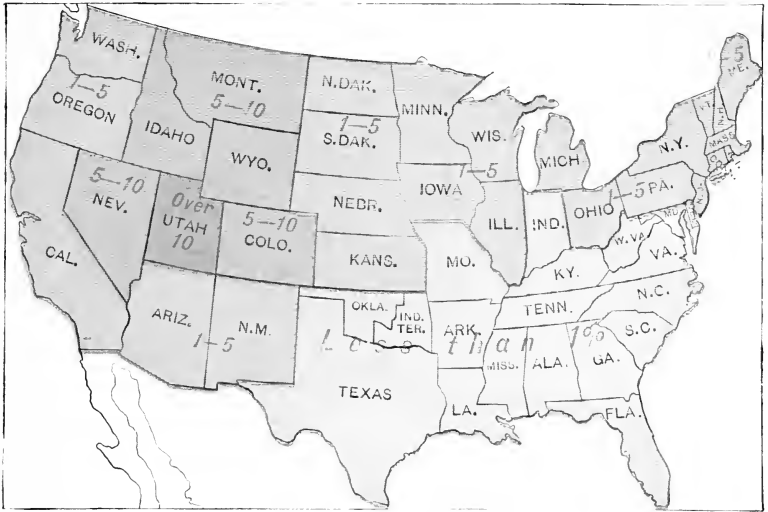 WASH.
MONT.
5—10
N.DAK.
MINN.
1—5
OREGON
IDAHO
WYO.
1—5
S.DAK.
WIS.
MICH.
N.Y.
5
ME.
VT.
N.H.
MASS
5—10
NEV.
Over
UTAH
10
5—10
COLO.
NEBR.
IOWA
1—5
ILL.
IND.
OHIO
1—5
PA.
N.J.
MD.
CAL.
KANS.
MO.
KY.
W.VA.
VA.
ARIZ.
N.M.
1—5
OKLA.
IND.
TER.
ARK.
TENN.
N.C.
S.C.
Less than 1%
MISS.
ALA.
GA.
TEXAS
LA.
FLA.